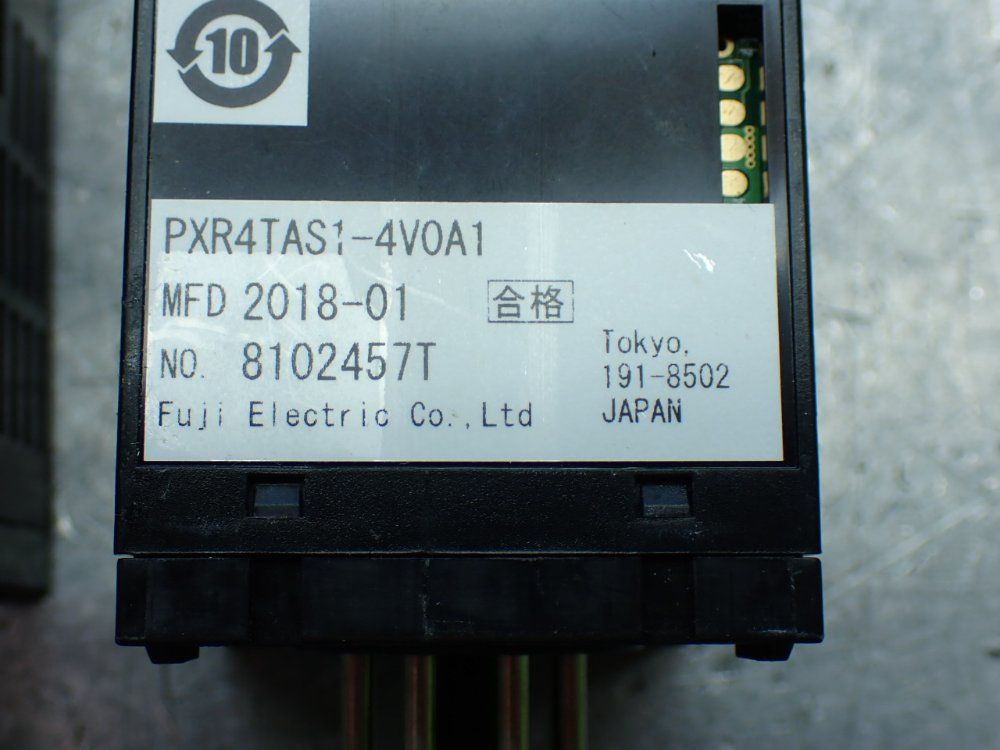 10
PXR4TAS1-4V0A1
MFD 2018-01 合格
NO. 8102457T
Tokyo,
191-8502
Fuji Electric Co.,Ltd
JAPAN